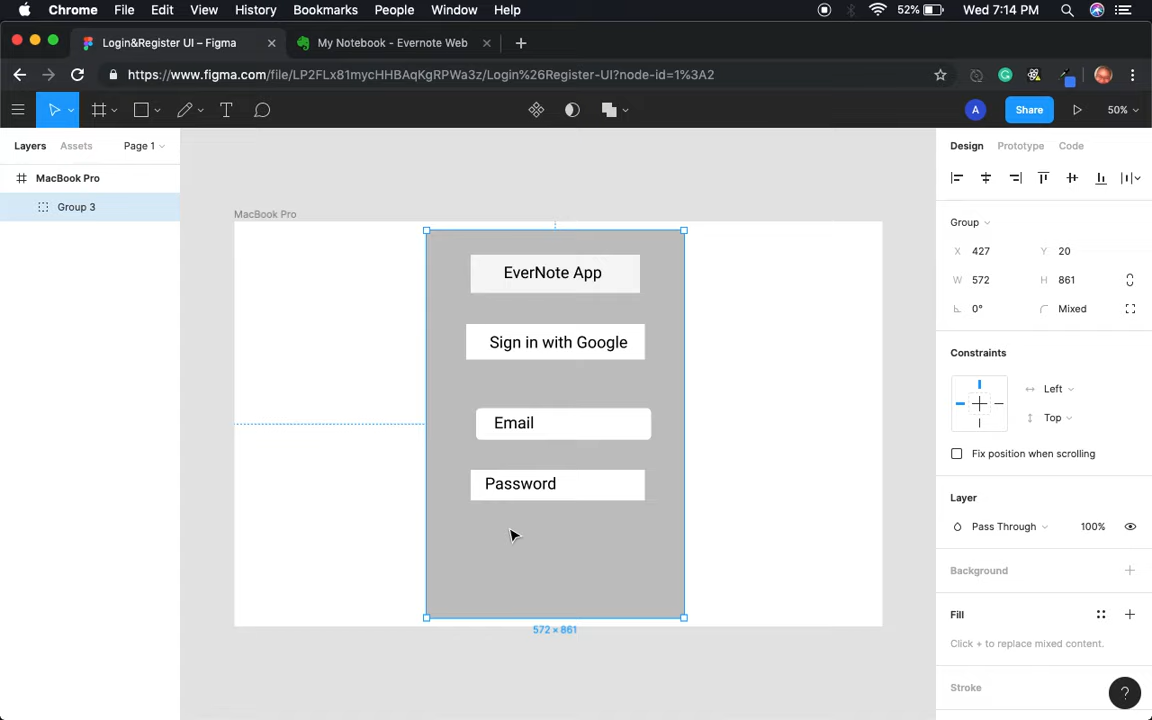 Chrome File Edit View History Bookmarks People Window Help 52% Wed 7:14 PM
Login&Register UI – Figma My Notebook - Evernote Web
https://www.figma.com/file/LP2FLx81mycHHBAqKgRPWa3z/Login%26Register-UI?node-id=1%3A2
A Share 50%
Layers Assets Page 1 Design Prototype Code
MacBook Pro
Group 3
MacBook Pro
EverNote App
Sign in with Google
Email
Password
572 × 861
Group
X 427 Y 20
W 572 H 861
0° Mixed
Constraints
Left
Top
Fix position when scrolling
Layer
Pass Through 100%
Background
Fill
Click + to replace mixed content.
Stroke
?